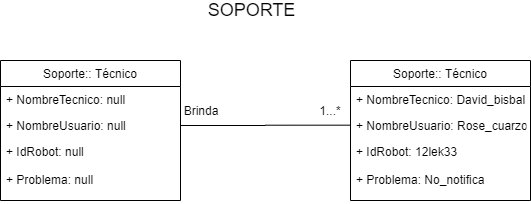 SOPORTE
Soporte:: Técnico
+ NombreTecnico: null
+ NombreUsuario: null
+ IdRobot: null
+ Problema: null
Brinda
1...*
Soporte:: Técnico
+ NombreTecnico: David_bisbal
+ NombreUsuario: Rose_cuarzo
+ IdRobot: 12lek33
+ Problema: No_notifica